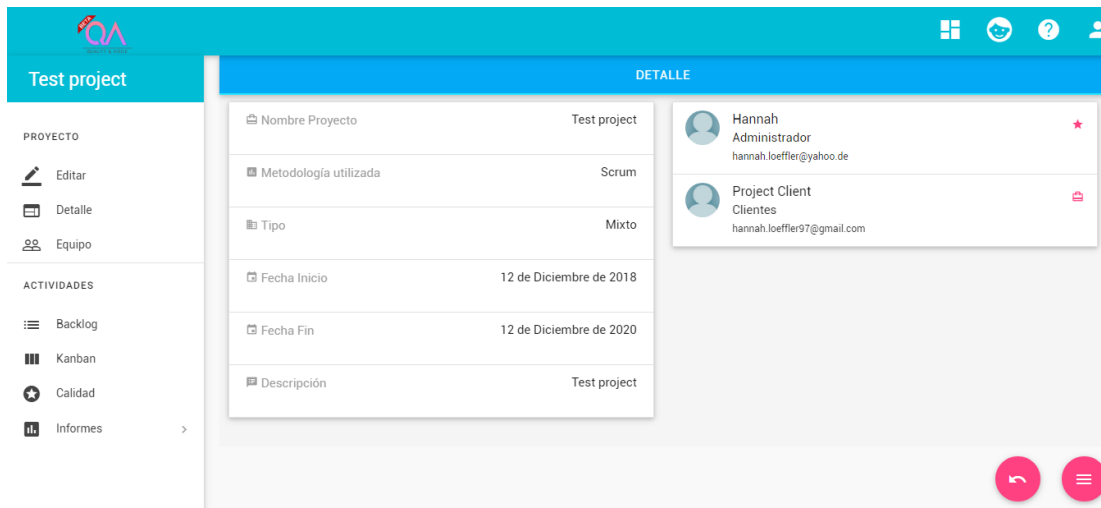 BETA
QA
Test project
DETALLE
PROYECTO
Editar
Detalle
Equipo
ACTIVIDADES
Backlog
Kanban
Calidad
Informes
Nombre Proyecto Test project
Metodología utilizada Scrum
Tipo Mixto
Fecha Inicio 12 de Diciembre de 2018
Fecha Fin 12 de Diciembre de 2020
Descripción Test project
Hannah
Administrador
hannah.loeffler@yahoo.de
Project Client
Clientes
hannah.loeffler97@gmail.com